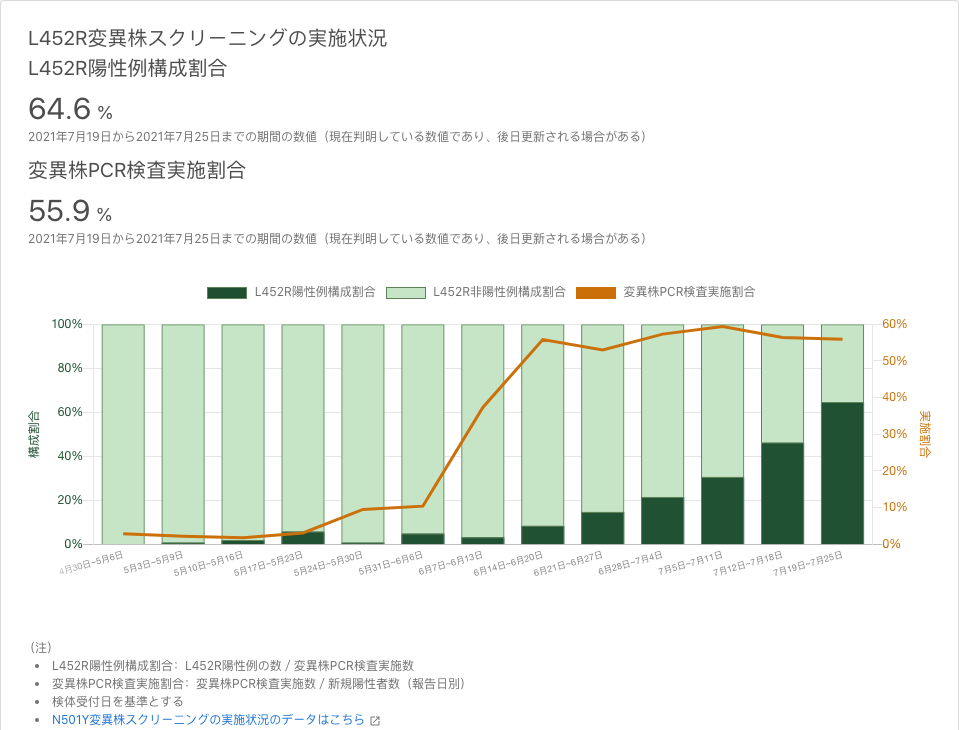 L452R変異株スクリーニングの実施状況
L452R陽性例構成割合
64.6 %
2021年7月19日から2021年7月25日までの期間の数値（現在判明している数値であり、後日更新される場合がある）
変異株PCR検査実施割合
55.9 %
2021年7月19日から2021年7月25日までの期間の数値（現在判明している数値であり、後日更新される場合がある）
L452R陽性例構成割合 L452R非陽性例構成割合 変異株PCR検査実施割合
100% 60%
80% 50%
60% 40%
構成割合 30% 実施割合
40% 20%
20% 10%
0% 0%
4月30日~5月6日 5月3日~5月9日 5月10日~5月16日 5月17日~5月23日 5月24日~5月30日 5月31日~6月6日 6月7日~6月13日 6月14日~6月20日 6月21日~6月27日 6月28日~7月4日 7月5日~7月11日 7月12日~7月18日 7月19日~7月25日
（注）
• L452R陽性例構成割合：L452R陽性例の数 / 変異株PCR検査実施数
• 変異株PCR検査実施割合：変異株PCR検査実施数 / 新規陽性者数（報告日別）
• 検体受付日を基準とする
• N501Y変異株スクリーニングの実施状況のデータはこちら